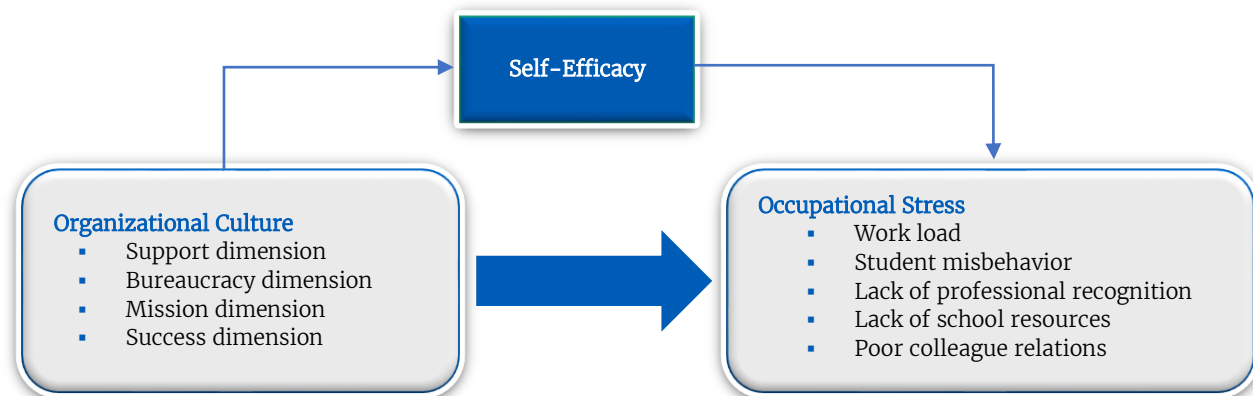 Self-Efficacy
Organizational Culture
▪ Support dimension
▪ Bureaucracy dimension
▪ Mission dimension
▪ Success dimension
Occupational Stress
▪ Work load
▪ Student misbehavior
▪ Lack of professional recognition
▪ Lack of school resources
▪ Poor colleague relations